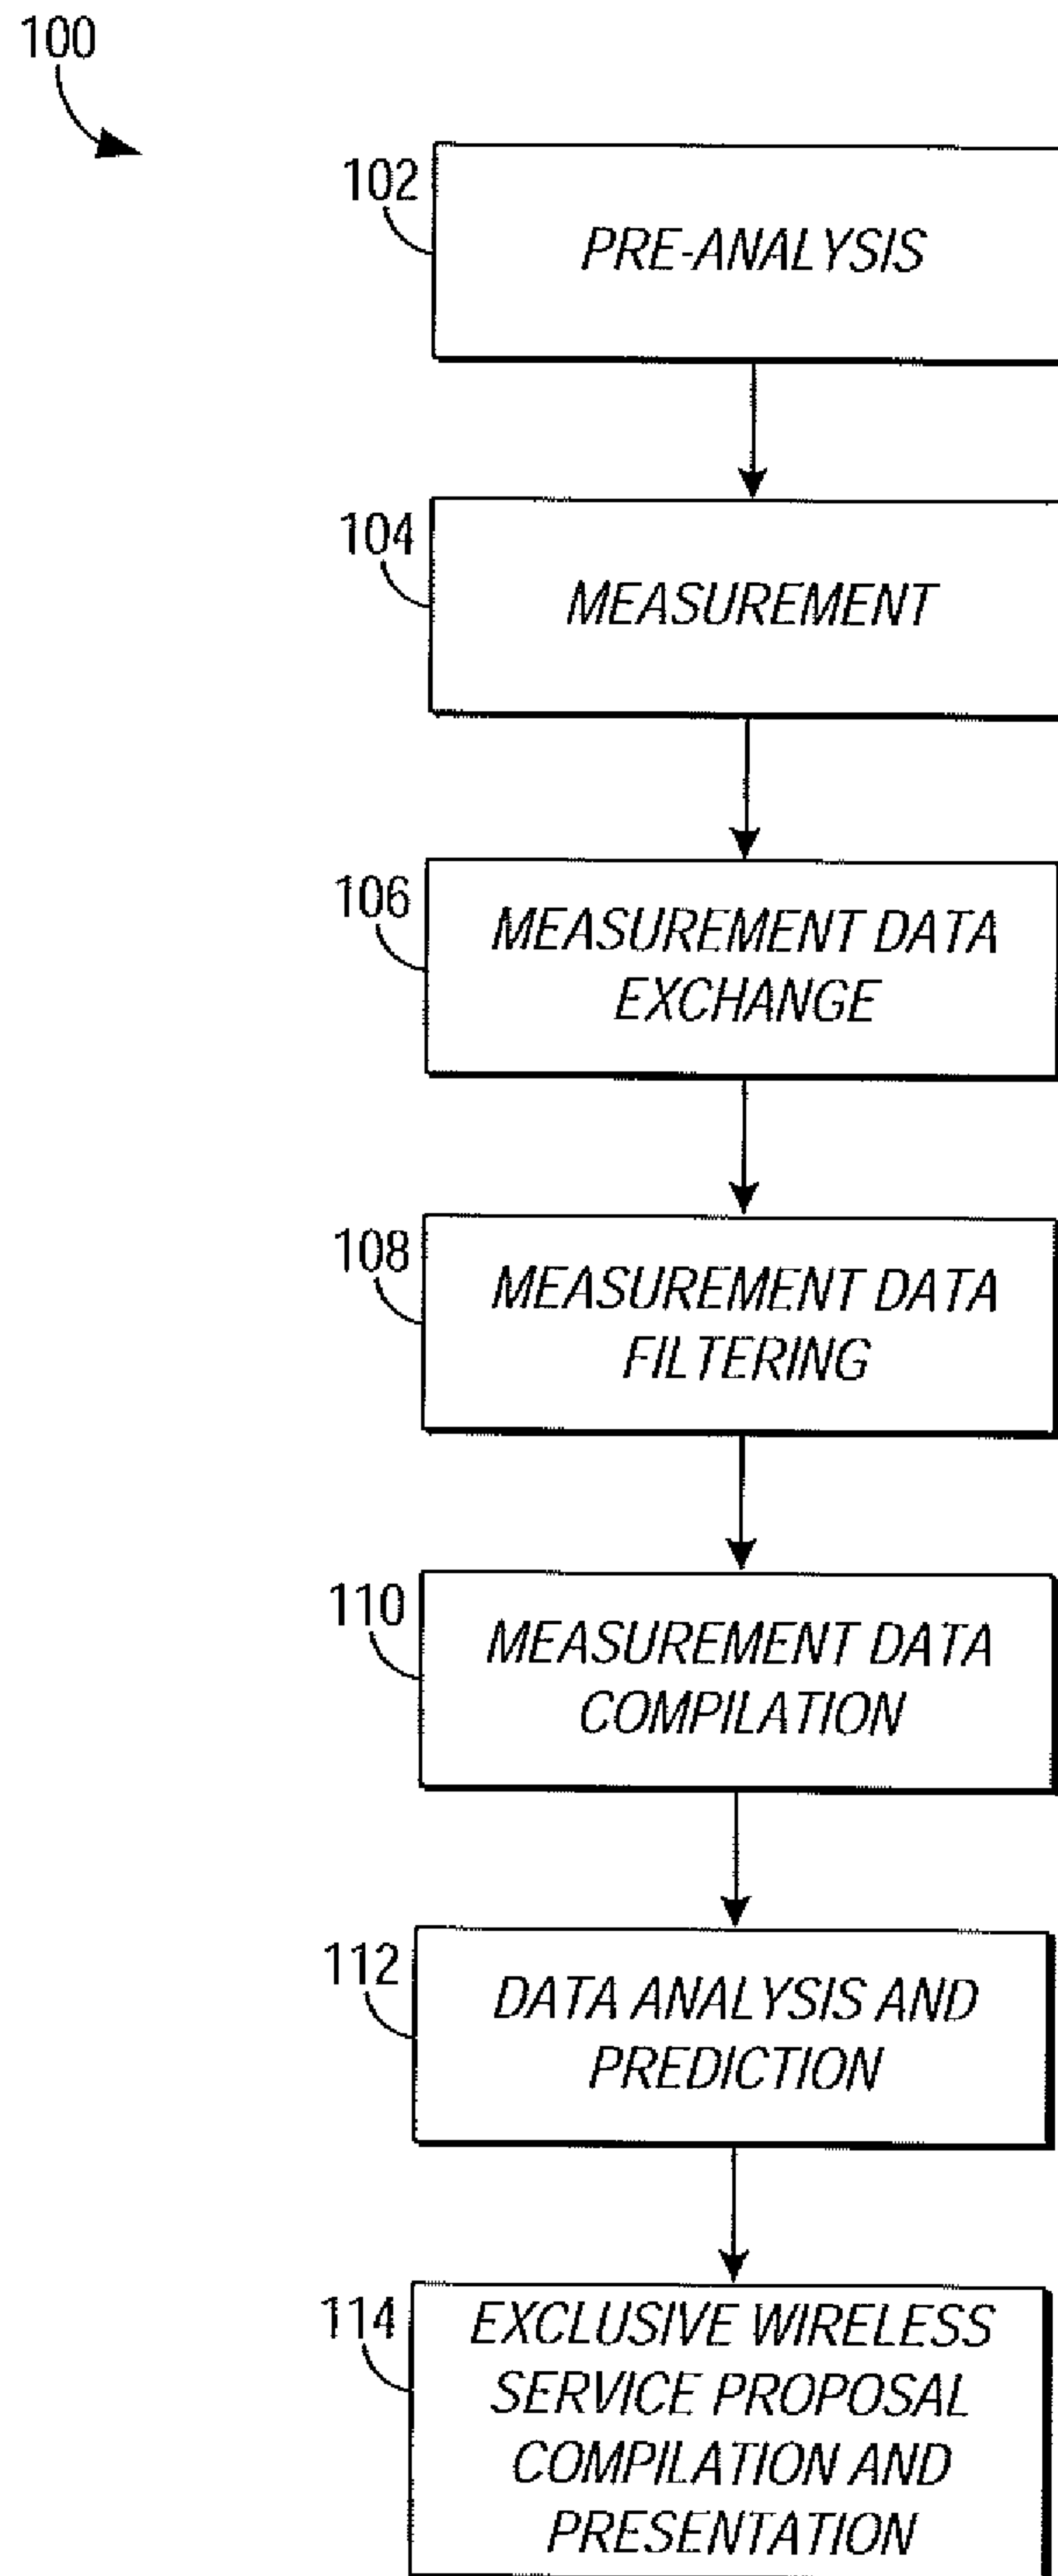 100
102
PRE-ANALYSIS
104
MEASUREMENT
106
MEASUREMENT DATA
EXCHANGE
108
MEASUREMENT DATA
FILTERING
110
MEASUREMENT DATA
COMPILATION
112
DATA ANALYSIS AND
PREDICTION
114
EXCLUSIVE WIRELESS
SERVICE PROPOSAL
COMPILATION AND
PRESENTATION